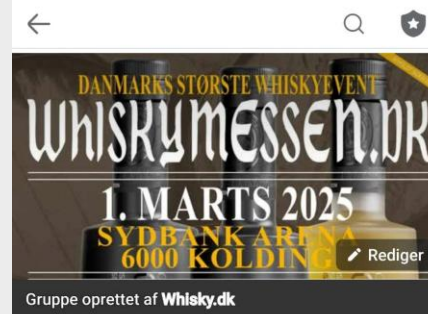 DANMARKS STØRSTE WHISKYEVENT
WHISKYMESSEN.DK
1. MARTS 2025
SYDBANK ARENA
6000 KOLDING
Rediger
Gruppe oprettet af Whisky.dk